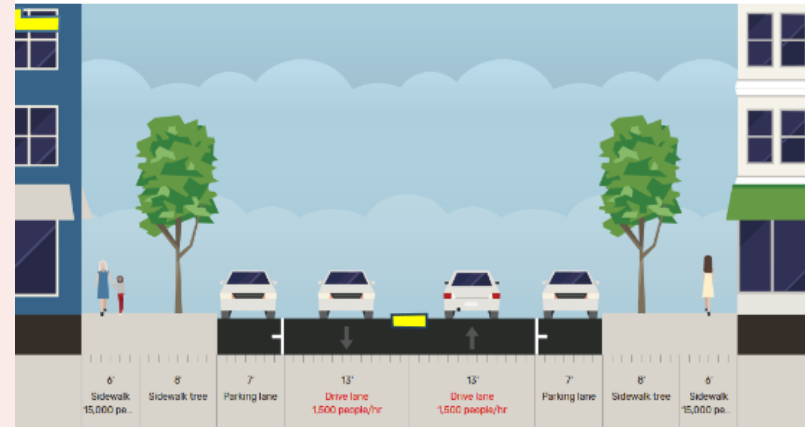 6'
Sidewalk
15,000 pe...
8'
Sidewalk tree
7'
Parking lane
13'
Drive lane
1,500 people/hr
13'
Drive lane
1,500 people/hr
7'
Parking lane
8'
Sidewalk tree
6'
Sidewalk
15,000 pe...